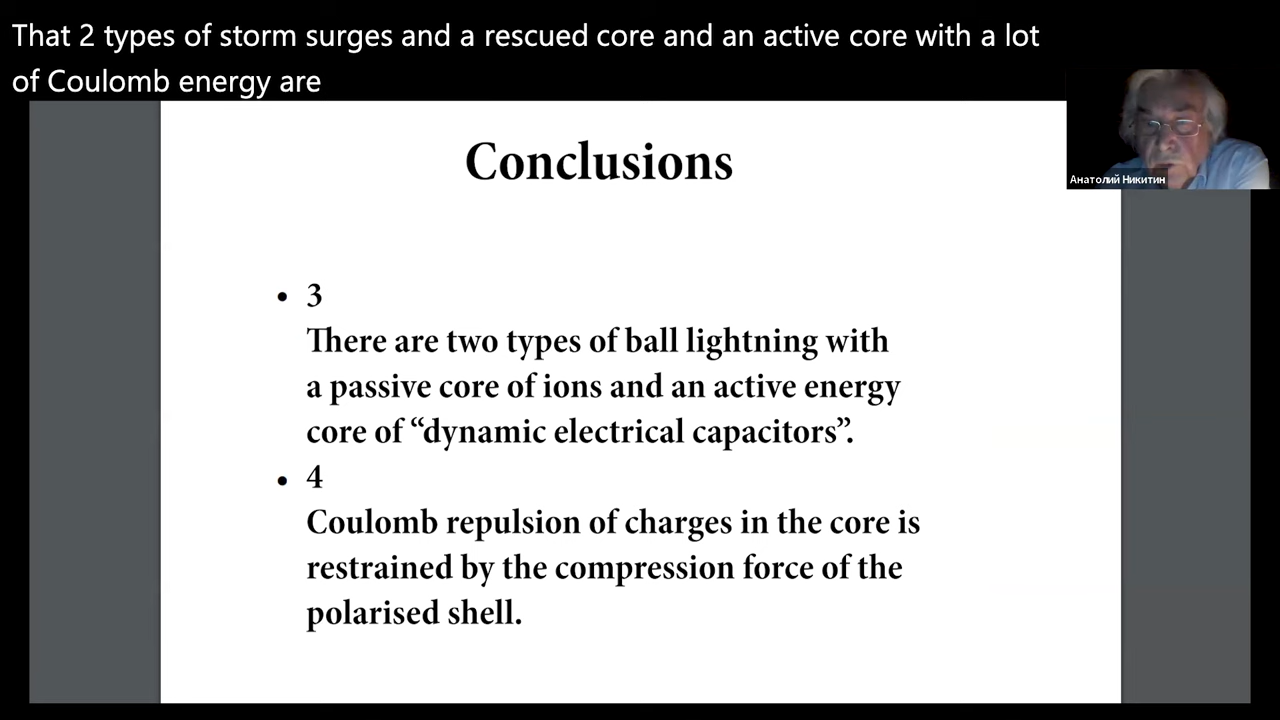 That 2 types of storm surges and a rescued core and an active core with a lot
of Coulomb energy are
Анатолий Никитин
Conclusions
• 3
There are two types of ball lightning with
a passive core of ions and an active energy
core of “dynamic electrical capacitors”.
• 4
Coulomb repulsion of charges in the core is
restrained by the compression force of the
polarised shell.